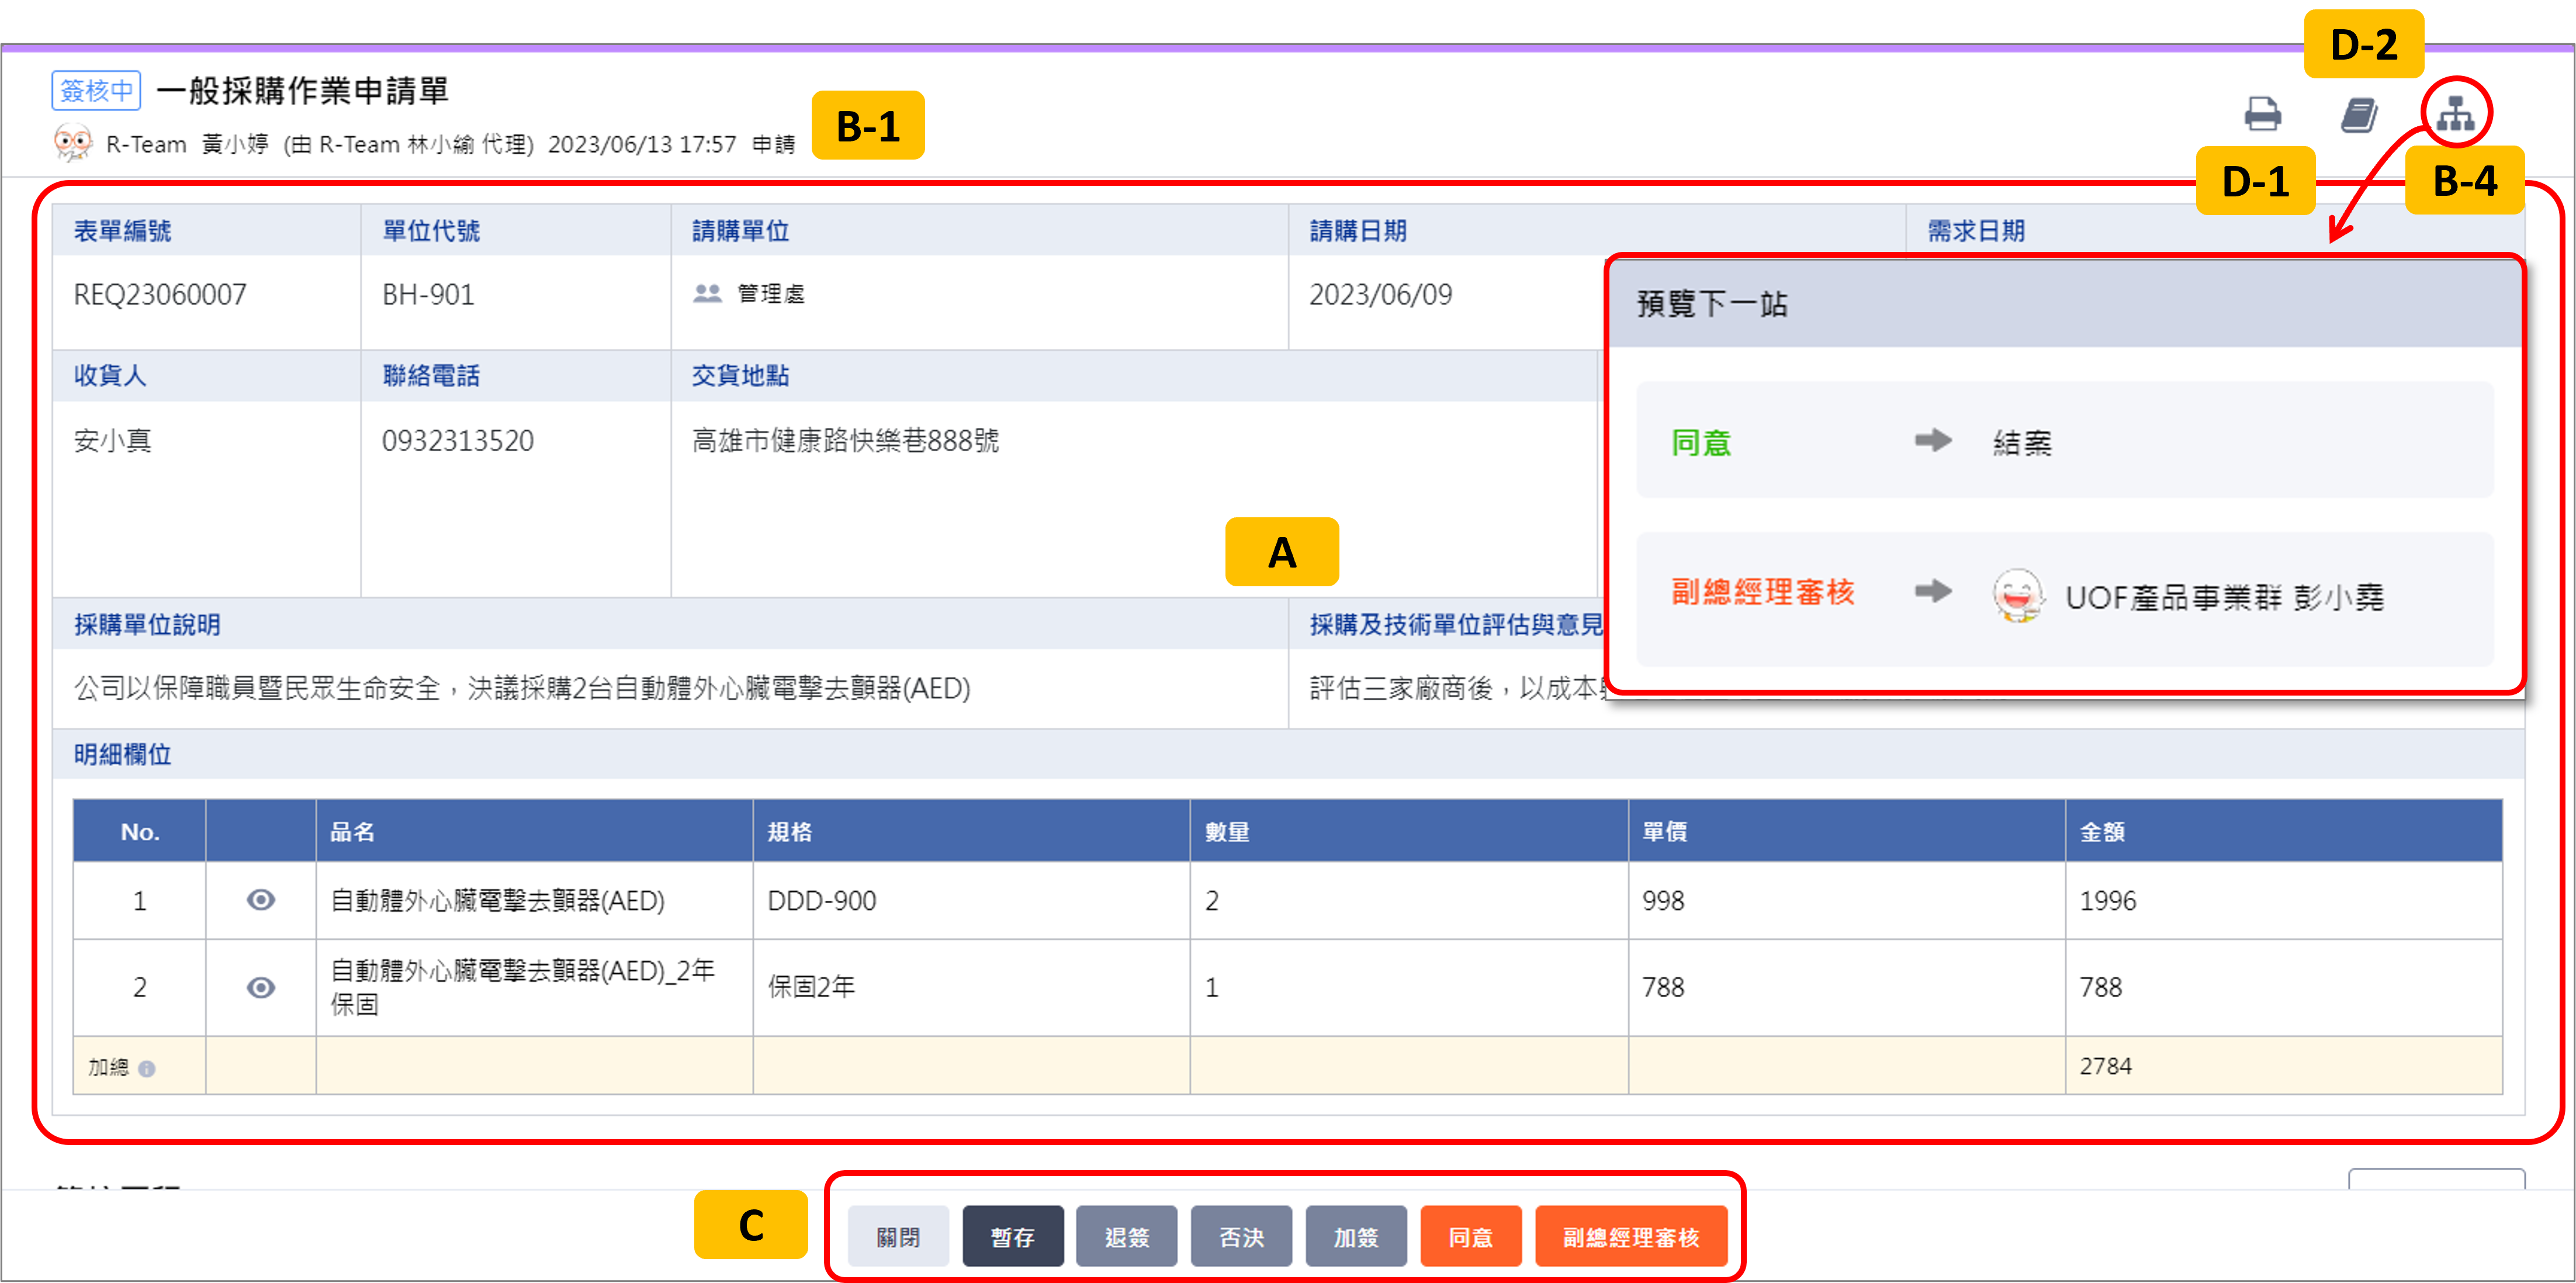 D-2
簽核中 一般採購作業申請單
B-1
R-Team 黃小婷 (由 R-Team 林小綸 代理) 2023/06/13 17:57 申請
D-1
B-4
表單編號 單位代號 請購單位 請購日期 需求日期
REQ23060007 BH-901 管理處 2023/06/09
預覽下一站
同意 結案
副總經理審核 UOF產品事業群 彭小堯
收貨人 聯絡電話 交貨地點
安小真 0932313520 高雄市健康路快樂巷888號
A
採購單位說明 採購及技術單位評估與意見
公司以保障職員暨民眾生命安全，決議採購2台自動體外心臟電擊去顫器(AED) 評估三家廠商後，以成本
明細欄位
No. 品名 規格 數量 單價 金額
1 自動體外心臟電擊去顫器(AED) DDD-900 2 998 1996
2 自動體外心臟電擊去顫器(AED)_2年
保固 保固2年 1 788 788
加總 2784
C
關閉 暫存 退簽 否決 加簽 同意 副總經理審核